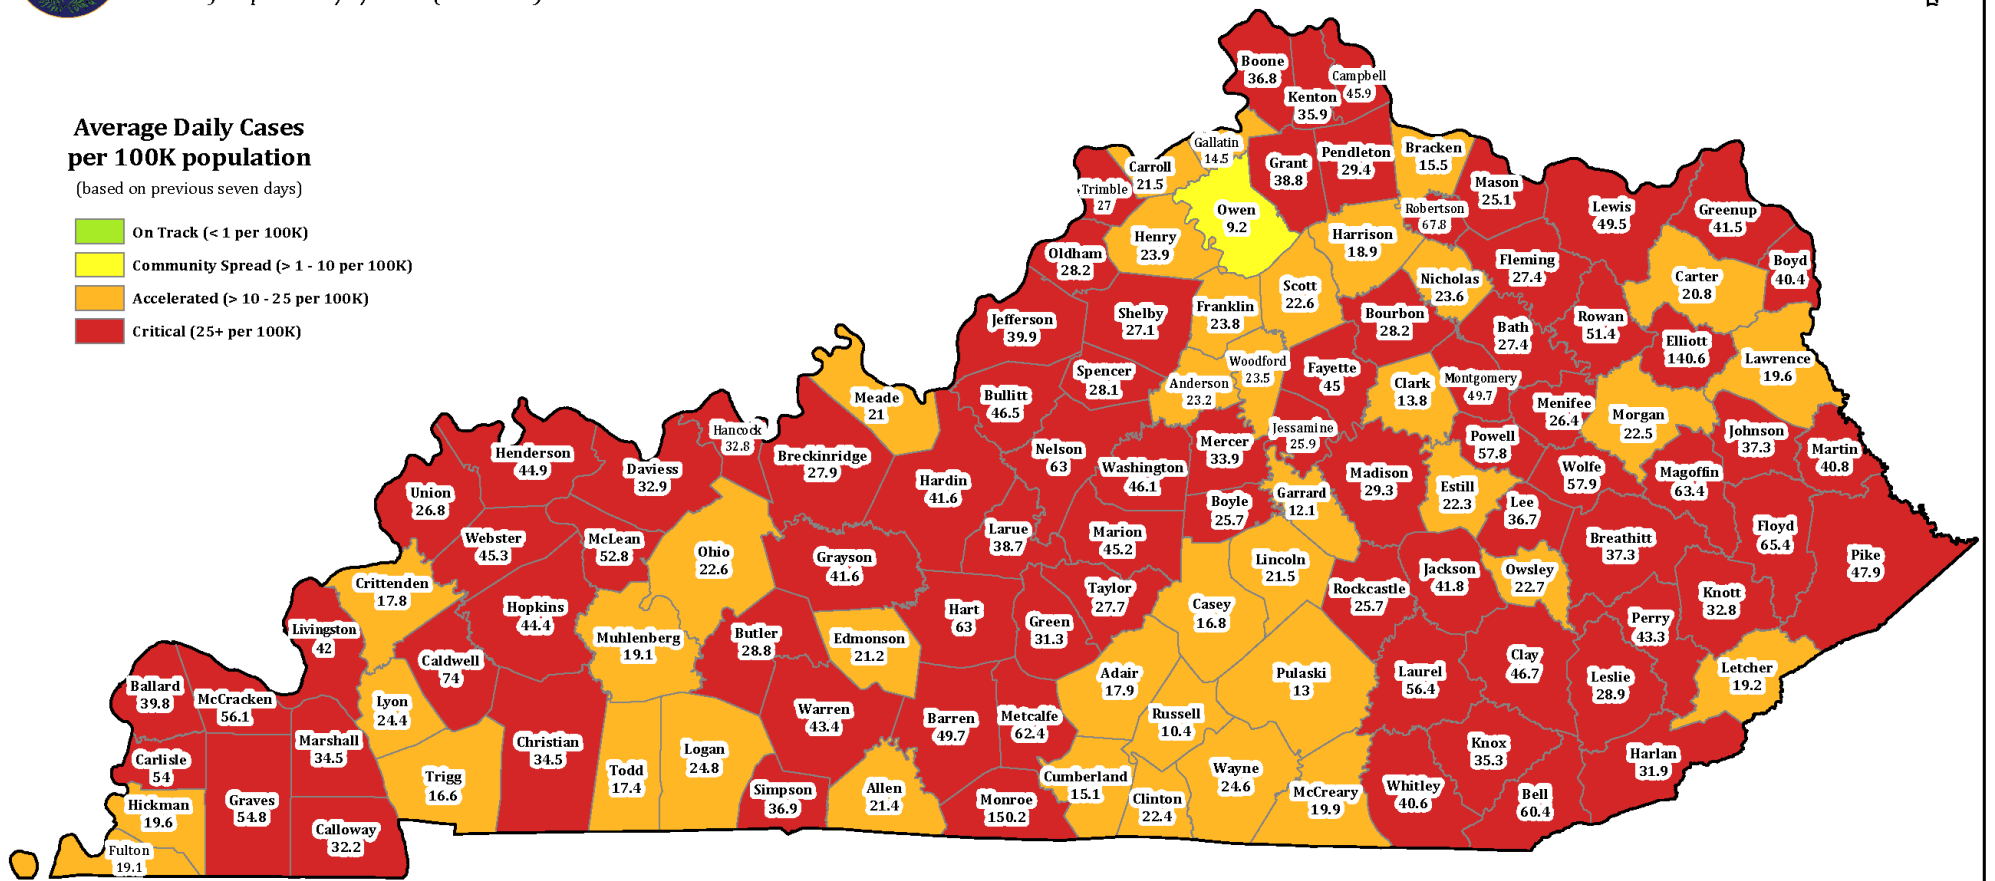 Average Daily Cases
per 100K population
(based on previous seven days)
On Track (< 1 per 100K)
Community Spread (> 1 - 10 per 100K)
Accelerated (> 10 - 25 per 100K)
Critical (25+ per 100K)
Boone
36.8
Campbell
45.9
Kenton
35.9
Gallatin
14.5
Carroll
21.5
Trimble
27
Grant
38.8
Pendleton
29.4
Bracken
15.5
Mason
25.1
Robertson
67.8
Lewis
49.5
Greenup
41.5
Owen
9.2
Henry
23.9
Oldham
28.2
Harrison
18.9
Nicholas
23.6
Fleming
27.4
Carter
20.8
Boyd
40.4
Scott
22.6
Franklin
23.8
Shelby
27.1
Jefferson
39.9
Bourbon
28.2
Bath
27.4
Rowan
51.4
Elliott
140.6
Lawrence
19.6
Woodford
23.5
Fayette
45
Spencer
28.1
Anderson
23.2
Clark
13.8
Montgomery
49.7
Menifee
26.4
Morgan
22.5
Meade
21
Bullitt
46.5
Johnson
37.3
Martin
40.8
Jessamine
25.9
Hancock
32.8
Henderson
44.9
Daviess
32.9
Breckinridge
27.9
Nelson
63
Washington
46.1
Mercer
33.9
Madison
29.3
Powell
57.8
Wolfe
57.9
Magoffin
63.4
Union
26.8
Hardin
41.6
Boyle
25.7
Garrard
12.1
Estill
22.3
Lee
36.7
Webster
45.3
McLean
52.8
Ohio
22.6
Grayson
41.6
Larue
38.7
Marion
45.2
Lincoln
21.5
Breathitt
37.3
Floyd
65.4
Pike
47.9
Crittenden
17.8
Hopkins
44.4
Taylor
27.7
Casey
16.8
Rockcastle
25.7
Jackson
41.8
Owsley
22.7
Knott
32.8
Perry
43.3
Livingston
42
Caldwell
74
Muhlenberg
19.1
Butler
28.8
Edmonson
21.2
Hart
63
Green
31.3
Adair
17.9
Pulaski
13
Laurel
56.4
Clay
46.7
Leslie
28.9
Letcher
19.2
Ballard
39.8
McCracken
56.1
Lyon
24.4
Warren
43.4
Barren
49.7
Metcalfe
62.4
Russell
10.4
Marshall
34.5
Carlisle
54
Christian
34.5
Todd
17.4
Logan
24.8
Trigg
16.6
Simpson
36.9
Allen
21.4
Monroe
150.2
Cumberland
15.1
Clinton
22.4
Wayne
24.6
McCreary
19.9
Whitley
40.6
Knox
35.3
Bell
60.4
Harlan
31.9
Hickman
19.6
Graves
54.8
Calloway
32.2
Fulton
19.1